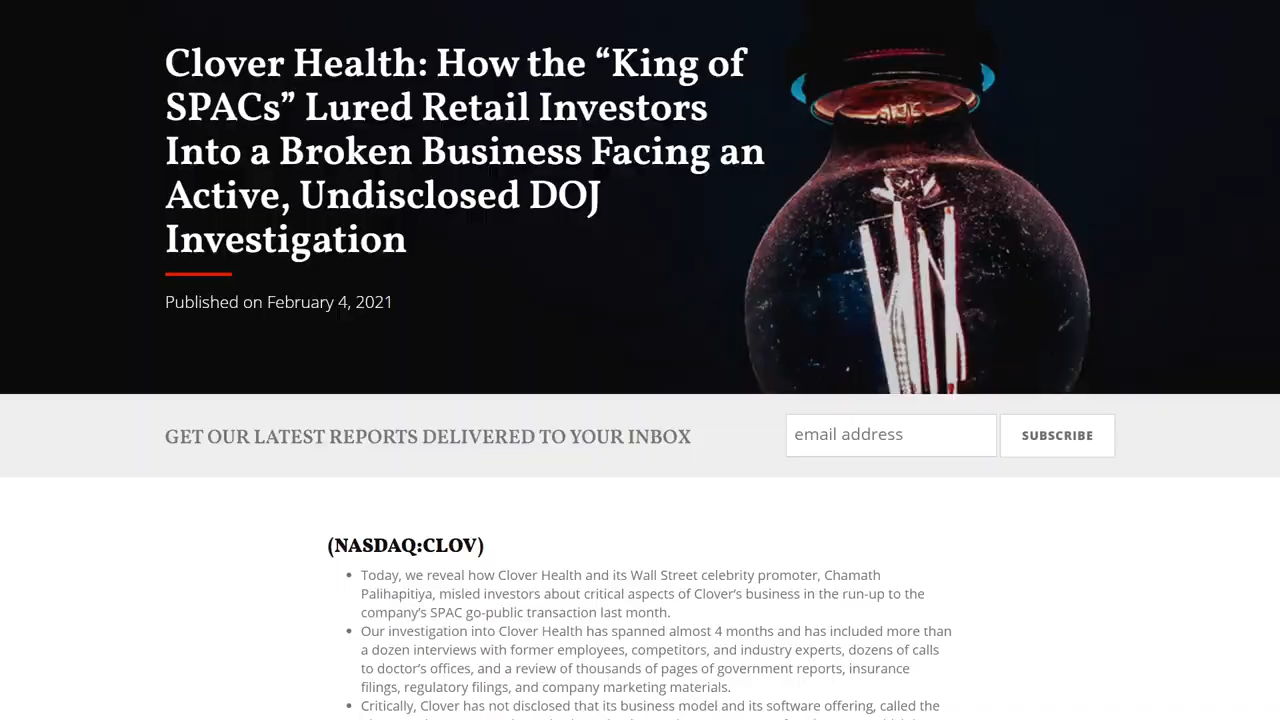 Clover Health: How the “King of
SPACs” Lured Retail Investors
Into a Broken Business Facing an
Active, Undisclosed DOJ
Investigation
Published on February 4, 2021
GET OUR LATEST REPORTS DELIVERED TO YOUR INBOX
email address
SUBSCRIBE
(NASDAQ:CLOV)
• Today, we reveal how Clover Health and its Wall Street celebrity promoter, Chamath
Palihapitiya, misled investors about critical aspects of Clover’s business in the run-up to the
company’s SPAC go-public transaction last month.
• Our investigation into Clover Health has spanned almost 4 months and has included more than
a dozen interviews with former employees, competitors, and industry experts, dozens of calls
to doctor’s offices, and a review of thousands of pages of government reports, insurance
filings, regulatory filings, and company marketing materials.
• Critically, Clover has not disclosed that its business model and its software offering, called the